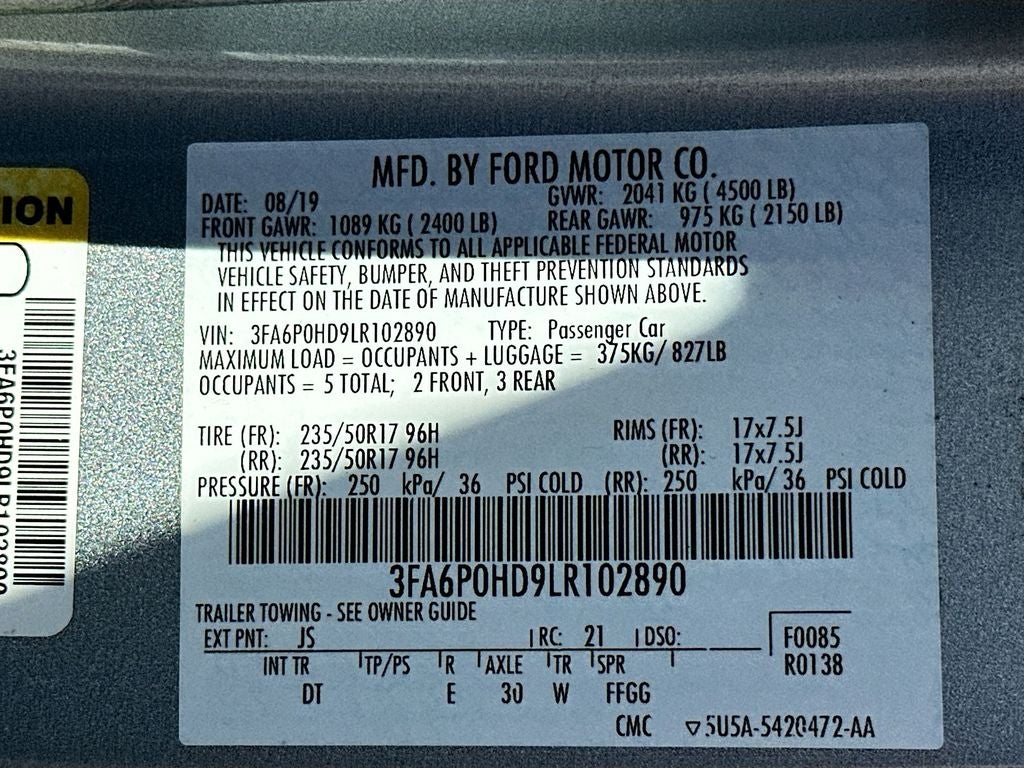 MFD. BY FORD MOTOR CO.
DATE: 08/19 GVWR: 2041 KG ( 4500 LB)
FRONT GAWR: 1089 KG ( 2400 LB) REAR GAWR: 975 KG ( 2150 LB)
THIS VEHICLE CONFORMS TO ALL APPLICABLE FEDERAL MOTOR
VEHICLE SAFETY, BUMPER, AND THEFT PREVENTION STANDARDS
IN EFFECT ON THE DATE OF MANUFACTURE SHOWN ABOVE.
VIN: 3FA6P0HD9LR102890 TYPE: Passenger Car
MAXIMUM LOAD = OCCUPANTS + LUGGAGE = 375KG/ 827LB
OCCUPANTS = 5 TOTAL; 2 FRONT, 3 REAR
TIRE (FR): 235/50R17 96H RIMS (FR): 17x7.5J
(RR): 235/50R17 96H (RR): 17x7.5J
PRESSURE (FR): 250 kPa/ 36 PSI COLD (RR): 250 kPa/ 36 PSI COLD
3FA6P0HD9LR102890
TRAILER TOWING - SEE OWNER GUIDE
EXT PNT: JS RC: 21 DSO: F0085
INT TR TP/PS R AXLE TR SPR R0138
DT E 30 W FFGG
CMC ▽5U5A-5420472-AA
ION
3FA6P0HD9LR102890